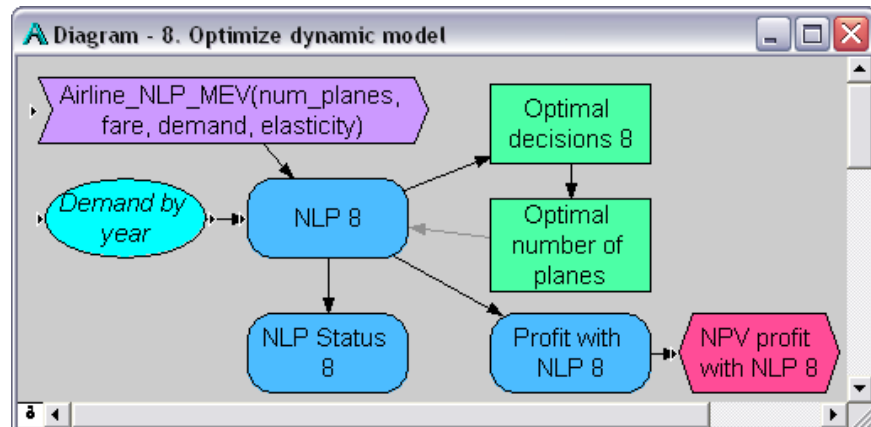 Diagram - 8. Optimize dynamic model
Airline_NLP_MEV(num_planes,
fare, demand, elasticity)
Optimal
decisions 8
Demand by
year
NLP 8
Optimal
number of
planes
NLP Status
8
Profit with
NLP 8
NPV profit
with NLP 8